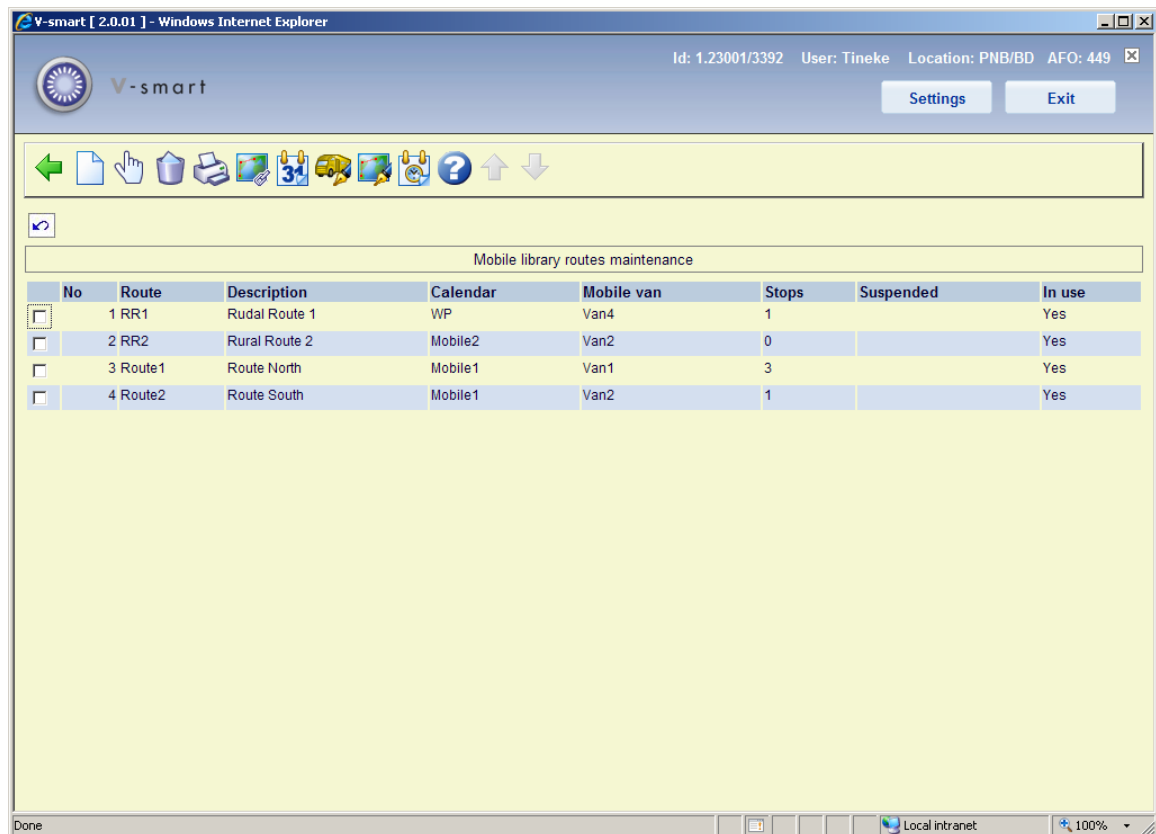 V-smart [ 2.0.01 ] - Windows Internet Explorer
Id: 1.23001/3392 User: Tineke Location: PNB/BD AFO: 449
V-smart
Settings Exit
31
?
Mobile library routes maintenance
No Route Description Calendar Mobile van Stops Suspended In use
1 RR1 Rudal Route 1 WP Van4 1 Yes
2 RR2 Rural Route 2 Mobile2 Van2 0 Yes
3 Route1 Route North Mobile1 Van1 3 Yes
4 Route2 Route South Mobile1 Van2 1 Yes
Done Local intranet 100%